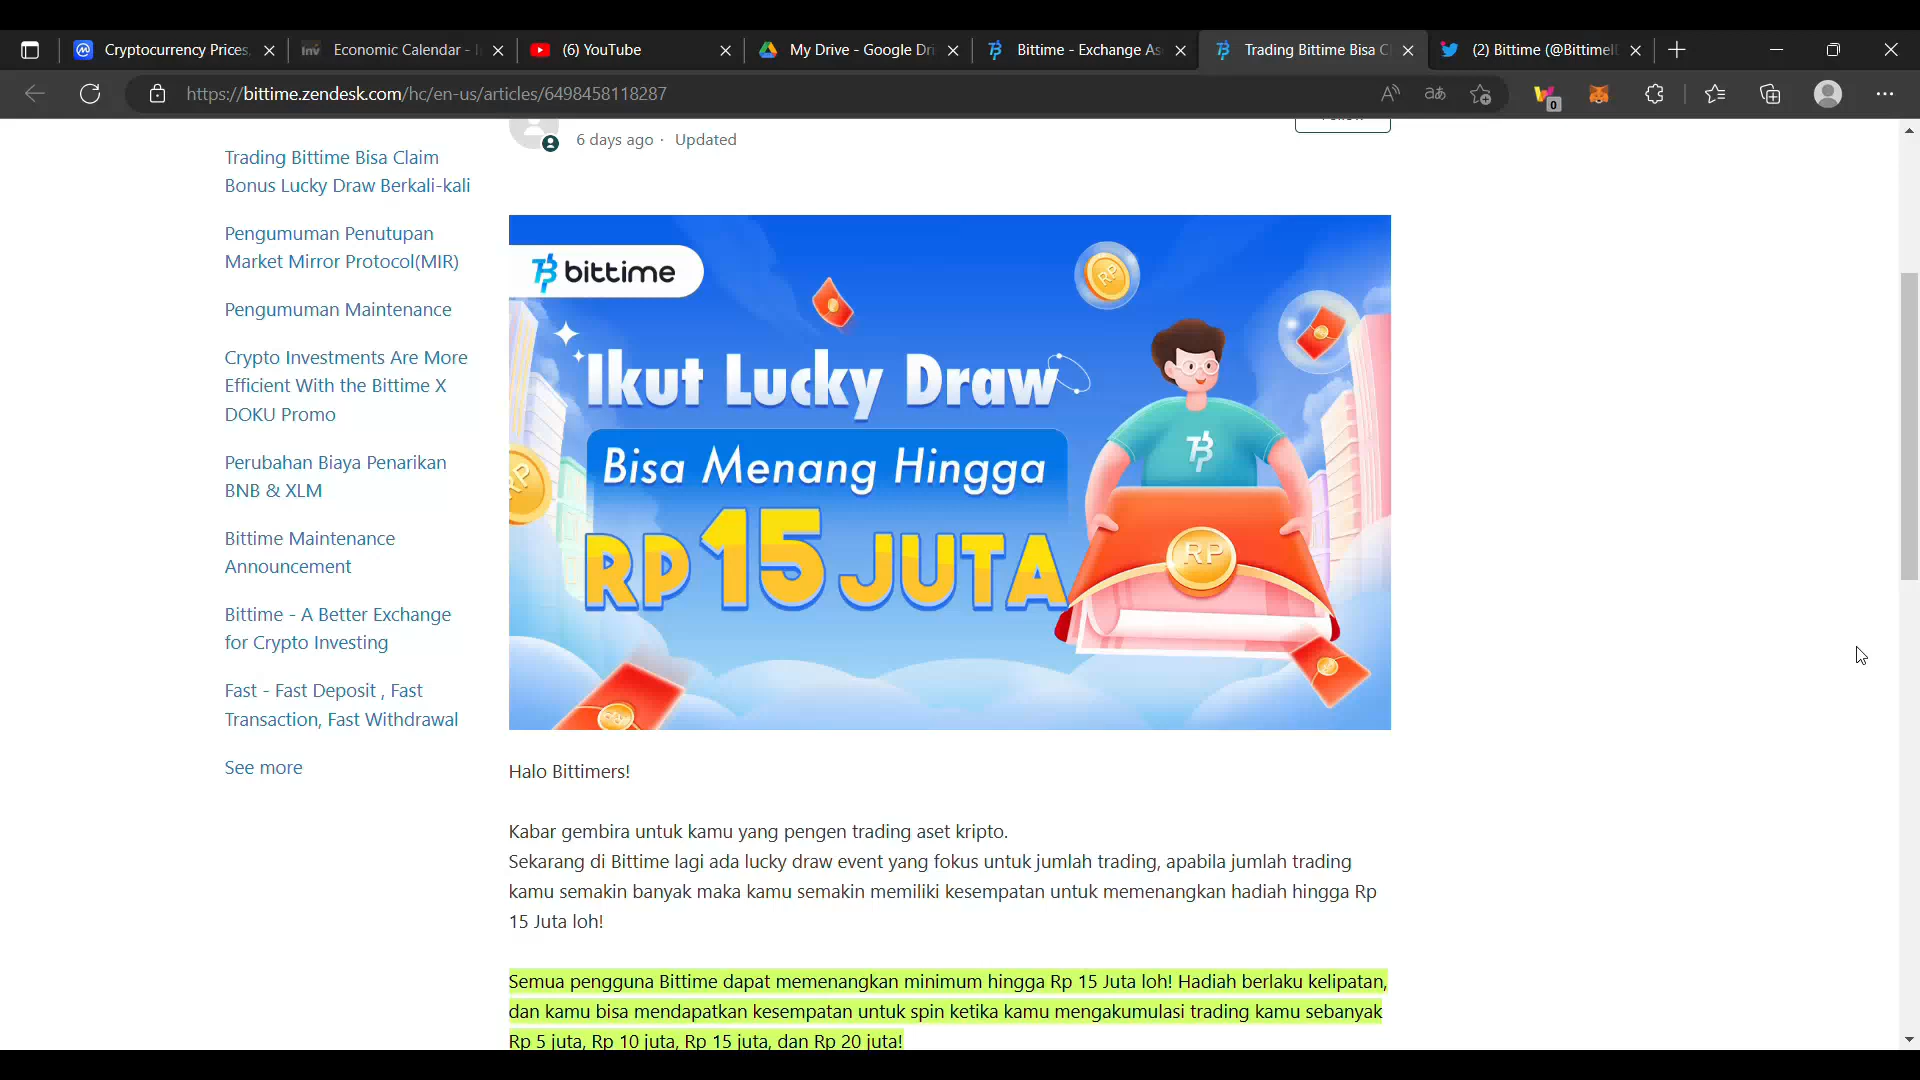 Cryptocurrency Prices
Economic Calendar -
(6) YouTube
My Drive - Google Dri
Bittime - Exchange As
Trading Bittime Bisa C
(2) Bittime (@BittimeI
https://bittime.zendesk.com/hc/en-us/articles/6498458118287
0
6 days ago · Updated
Trading Bittime Bisa Claim
Bonus Lucky Draw Berkali-kali
Pengumuman Penutupan
Market Mirror Protocol(MIR)
Pengumuman Maintenance
Crypto Investments Are More
Efficient With the Bittime X
DOKU Promo
Perubahan Biaya Penarikan
BNB & XLM
Bittime Maintenance
Announcement
Bittime - A Better Exchange
for Crypto Investing
Fast - Fast Deposit , Fast
Transaction, Fast Withdrawal
See more
bittime
Ikut Lucky Draw
Bisa Menang Hingga
RP 15 JUTA
RP
RP
RP
Halo Bittimers!
Kabar gembira untuk kamu yang pengen trading aset kripto.
Sekarang di Bittime lagi ada lucky draw event yang fokus untuk jumlah trading, apabila jumlah trading
kamu semakin banyak maka kamu semakin memiliki kesempatan untuk memenangkan hadiah hingga Rp
15 Juta loh!
Semua pengguna Bittime dapat memenangkan minimum hingga Rp 15 Juta loh! Hadiah berlaku kelipatan,
dan kamu bisa mendapatkan kesempatan untuk spin ketika kamu mengakumulasi trading kamu sebanyak
Rp 5 juta, Rp 10 juta, Rp 15 juta, dan Rp 20 juta!